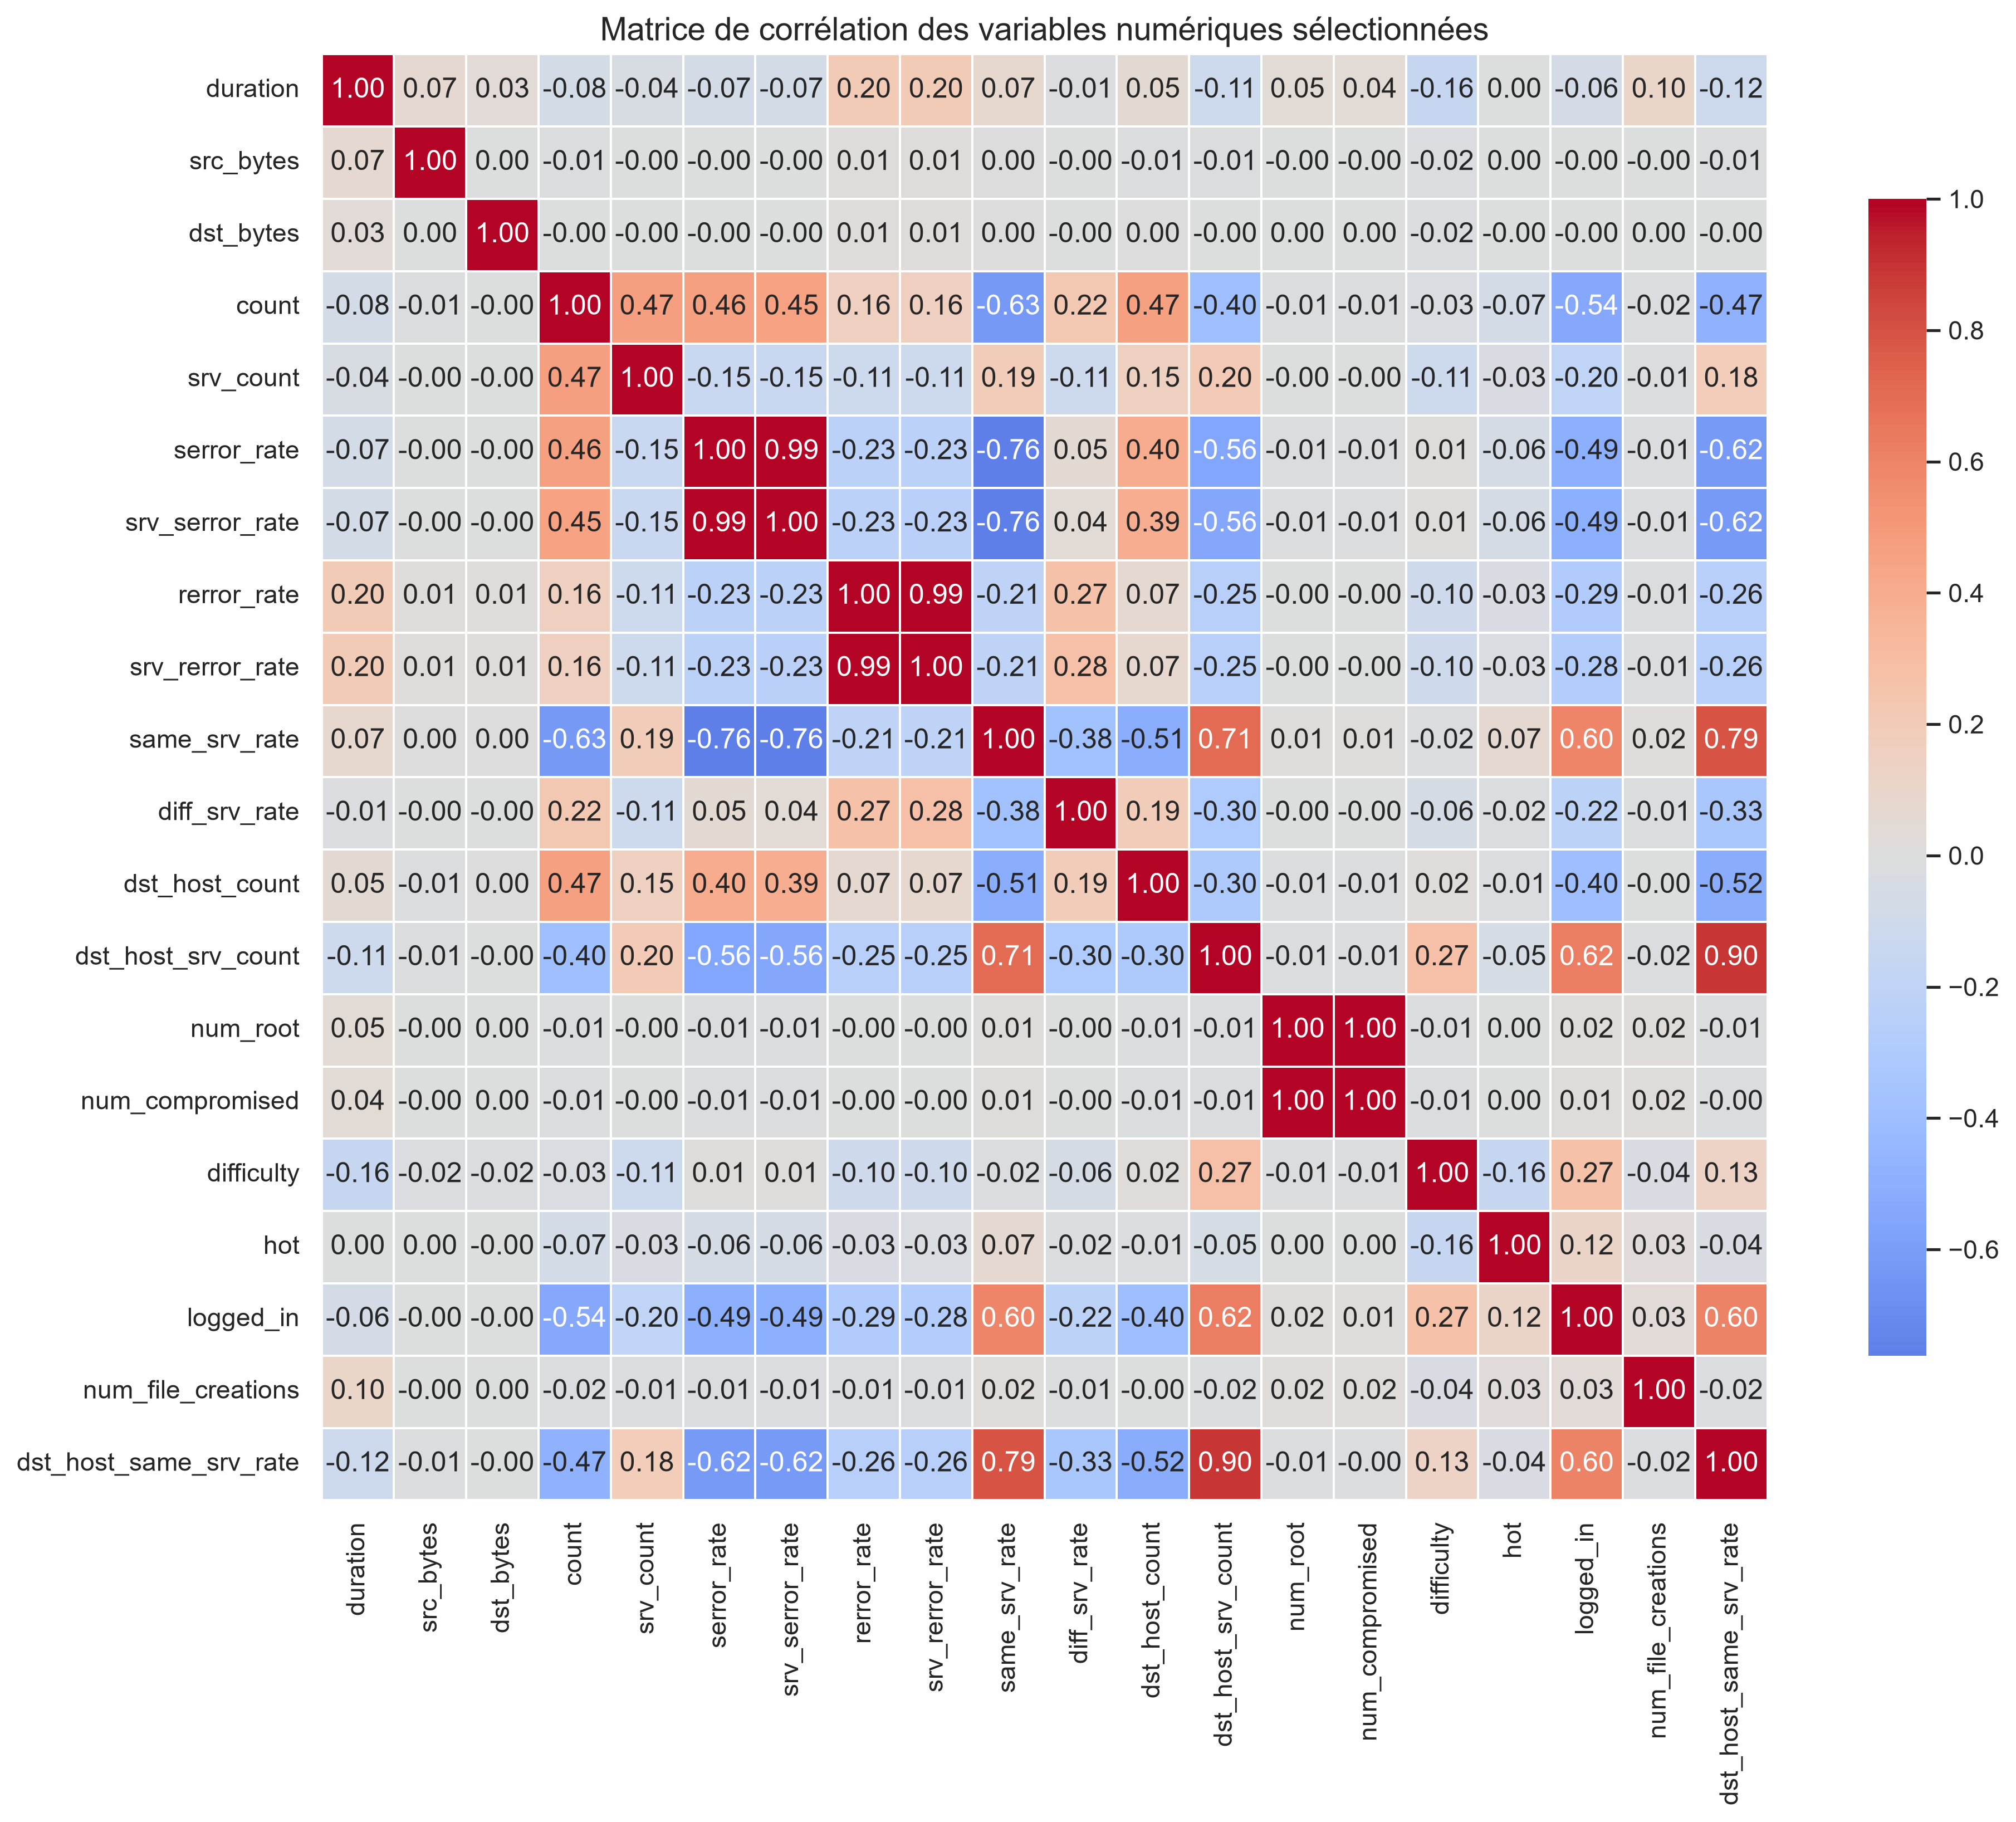 Matrice de corrélation des variables numériques sélectionnées
duration 1.00 0.07 0.03 -0.08 -0.04 -0.07 -0.07 0.20 0.20 0.07 -0.01 0.05 -0.11 0.05 0.04 -0.16 0.00 -0.06 0.10 -0.12
src_bytes 0.07 1.00 0.00 -0.01 -0.00 -0.00 -0.00 0.01 0.01 0.00 -0.00 -0.01 -0.01 -0.00 -0.00 -0.02 0.00 -0.00 -0.00 -0.01
dst_bytes 0.03 0.00 1.00 -0.00 -0.00 -0.00 -0.00 0.01 0.01 0.00 -0.00 0.00 -0.00 0.00 0.00 -0.02 -0.00 -0.00 0.00 -0.00
count -0.08 -0.01 -0.00 1.00 0.47 0.46 0.45 0.16 0.16 -0.63 0.22 0.47 -0.40 -0.01 -0.01 -0.03 -0.07 -0.54 -0.02 -0.47
srv_count -0.04 -0.00 -0.00 0.47 1.00 -0.15 -0.15 -0.11 -0.11 0.19 -0.11 0.15 0.20 -0.00 -0.00 -0.11 -0.03 -0.20 -0.01 0.18
serror_rate -0.07 -0.00 -0.00 0.46 -0.15 1.00 0.99 -0.23 -0.23 -0.76 0.05 0.40 -0.56 -0.01 -0.01 0.01 -0.06 -0.49 -0.01 -0.62
srv_serror_rate -0.07 -0.00 -0.00 0.45 -0.15 0.99 1.00 -0.23 -0.23 -0.76 0.04 0.39 -0.56 -0.01 -0.01 0.01 -0.06 -0.49 -0.01 -0.62
rerror_rate 0.20 0.01 0.01 0.16 -0.11 -0.23 -0.23 1.00 0.99 -0.21 0.27 0.07 -0.25 -0.00 -0.00 -0.10 -0.03 -0.29 -0.01 -0.26
srv_rerror_rate 0.20 0.01 0.01 0.16 -0.11 -0.23 -0.23 0.99 1.00 -0.21 0.28 0.07 -0.25 -0.00 -0.00 -0.10 -0.03 -0.28 -0.01 -0.26
same_srv_rate 0.07 0.00 0.00 -0.63 0.19 -0.76 -0.76 -0.21 -0.21 1.00 -0.38 -0.51 0.71 0.01 0.01 -0.02 0.07 0.60 0.02 0.79
diff_srv_rate -0.01 -0.00 -0.00 0.22 -0.11 0.05 0.04 0.27 0.28 -0.38 1.00 0.19 -0.30 -0.00 -0.00 -0.06 -0.02 -0.22 -0.01 -0.33
dst_host_count 0.05 -0.01 0.00 0.47 0.15 0.40 0.39 0.07 0.07 -0.51 0.19 1.00 -0.30 -0.01 -0.01 0.02 -0.01 -0.40 -0.00 -0.52
dst_host_srv_count -0.11 -0.01 -0.00 -0.40 0.20 -0.56 -0.56 -0.25 -0.25 0.71 -0.30 -0.30 1.00 -0.01 -0.01 0.27 -0.05 0.62 -0.02 0.90
num_root 0.05 -0.00 0.00 -0.01 -0.00 -0.01 -0.01 -0.00 -0.00 0.01 -0.00 -0.01 -0.01 1.00 1.00 -0.01 0.00 0.02 0.02 -0.01
num_compromised 0.04 -0.00 0.00 -0.01 -0.00 -0.01 -0.01 -0.00 -0.00 0.01 -0.00 -0.01 -0.01 1.00 1.00 -0.01 0.00 0.01 0.02 -0.00
difficulty -0.16 -0.02 -0.02 -0.03 -0.11 0.01 0.01 -0.10 -0.10 -0.02 -0.06 0.02 0.27 -0.01 -0.01 1.00 -0.16 0.27 -0.04 0.13
hot 0.00 0.00 -0.00 -0.07 -0.03 -0.06 -0.06 -0.03 -0.03 0.07 -0.02 -0.01 -0.05 0.00 0.00 -0.16 1.00 0.12 0.03 -0.04
logged_in -0.06 -0.00 -0.00 -0.54 -0.20 -0.49 -0.49 -0.29 -0.28 0.60 -0.22 -0.40 0.62 0.02 0.01 0.27 0.12 1.00 0.03 0.60
num_file_creations 0.10 -0.00 0.00 -0.02 -0.01 -0.01 -0.01 -0.01 -0.01 0.02 -0.01 -0.00 -0.02 0.02 0.02 -0.04 0.03 0.03 1.00 -0.02
dst_host_same_srv_rate -0.12 -0.01 -0.00 -0.47 0.18 -0.62 -0.62 -0.26 -0.26 0.79 -0.33 -0.52 0.90 -0.01 -0.00 0.13 -0.04 0.60 -0.02 1.00
duration
src_bytes
dst_bytes
count
srv_count
serror_rate
srv_serror_rate
rerror_rate
srv_rerror_rate
same_srv_rate
diff_srv_rate
dst_host_count
dst_host_srv_count
num_root
num_compromised
difficulty
hot
logged_in
num_file_creations
dst_host_same_srv_rate
1.0
0.8
0.6
0.4
0.2
0.0
−0.2
−0.4
−0.6